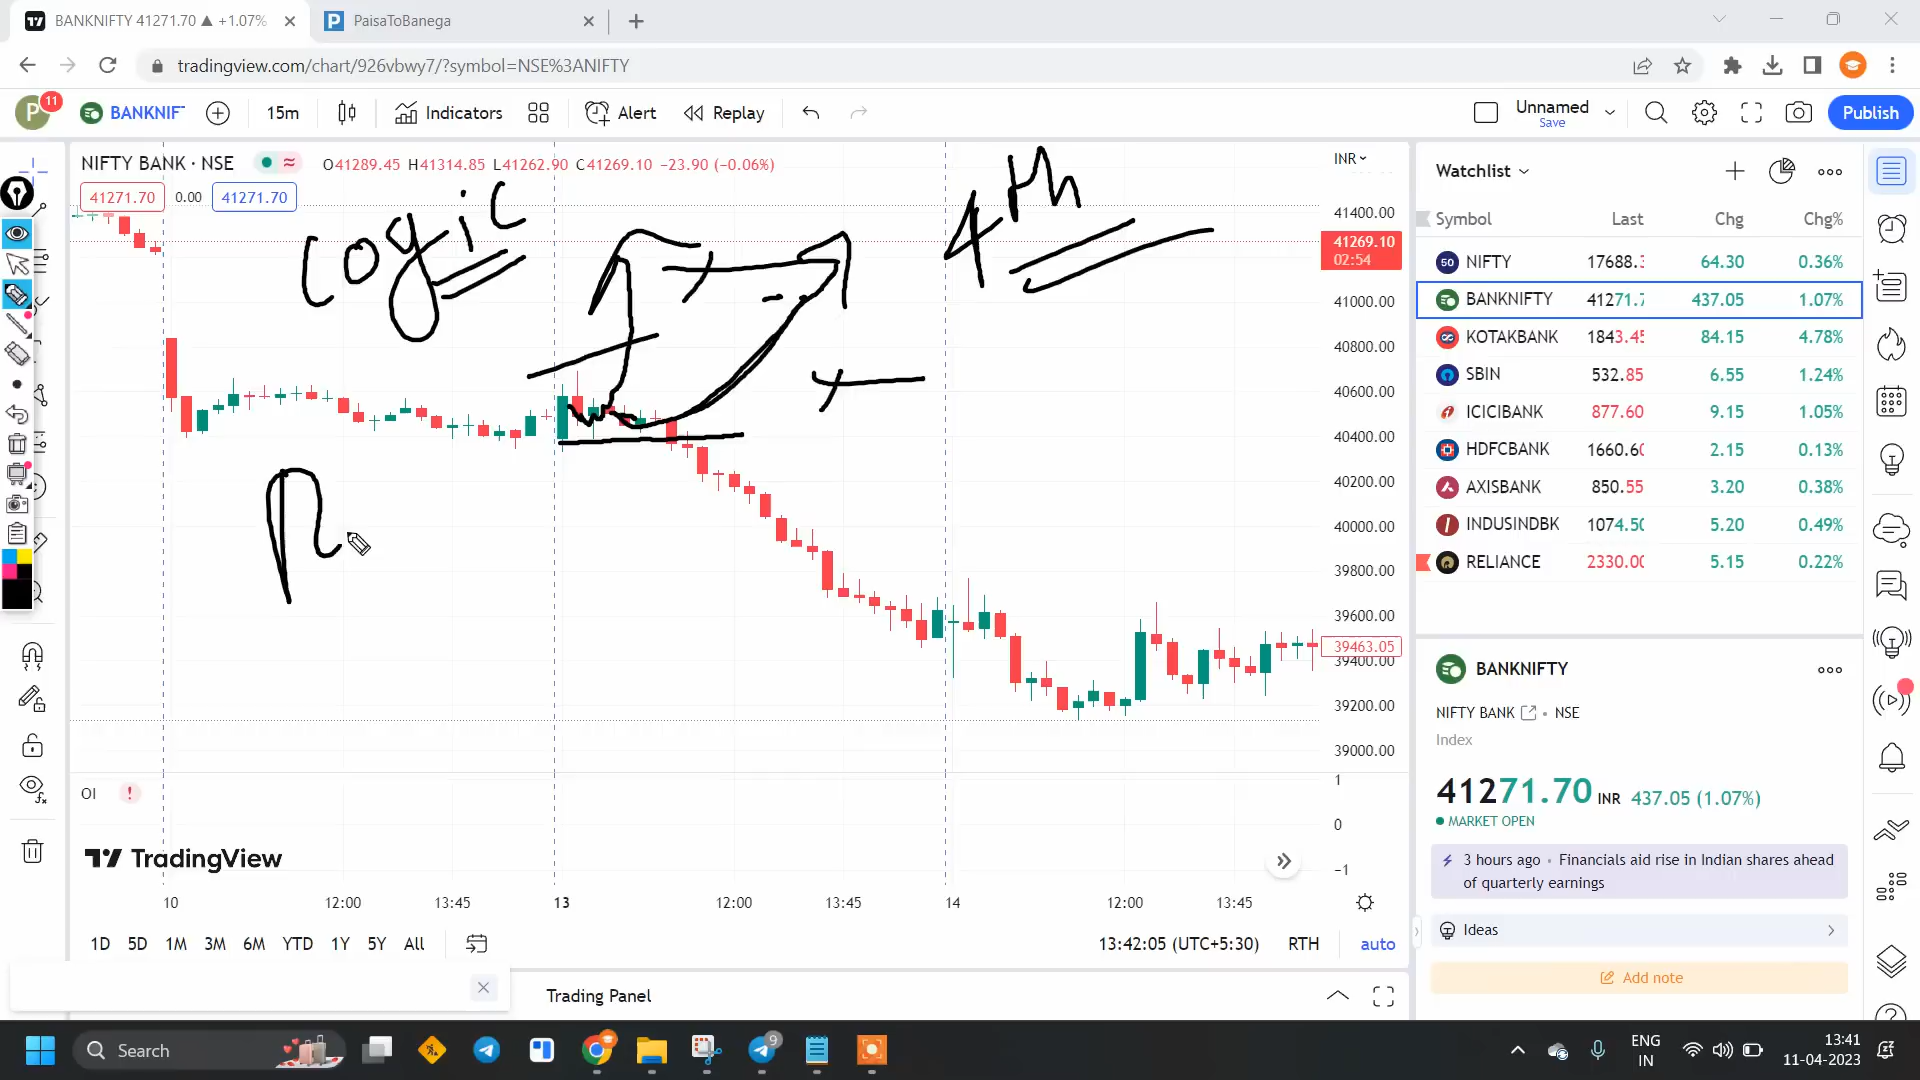 BANKNIFTY 41271.70 ▲ +1.07%
PaisaToBanega
tradingview.com/chart/926vbwy7/?symbol=NSE%3ANIFTY
P 11 BANKNIF 15m Indicators Alert Replay Unnamed Save Publish
NIFTY BANK · NSE O41289.45 H41314.85 L41262.90 C41269.10 −23.90 (−0.06%)
41271.70 0.00 41271.70
INR
Logic
4th
41400.00
41269.10
02:54
41000.00
40800.00
40600.00
40400.00
40200.00
40000.00
39800.00
39600.00
39463.05
39400.00
39200.00
39000.00
OI !
1
0
−1
TradingView
10 12:00 13:45 13 12:00 13:45 14 12:00 13:45
1D 5D 1M 3M 6M YTD 1Y 5Y All 13:42:05 (UTC+5:30) RTH auto
Trading Panel
Watchlist
Symbol Last Chg Chg%
50 NIFTY 17688. 64.30 0.36%
BANKNIFTY 41271.7 437.05 1.07%
KOTAKBANK 1843.45 84.15 4.78%
SBIN 532.85 6.55 1.24%
ICICIBANK 877.60 9.15 1.05%
HDFCBANK 1660.60 2.15 0.13%
AXISBANK 850.55 3.20 0.38%
INDUSINDBK 1074.50 5.20 0.49%
RELIANCE 2330.00 5.15 0.22%
BANKNIFTY
NIFTY BANK · NSE
Index
41271.70 INR 437.05 (1.07%)
MARKET OPEN
3 hours ago · Financials aid rise in Indian shares ahead
of quarterly earnings
Ideas
Add note
Search
9
ENG
IN
13:41
11-04-2023